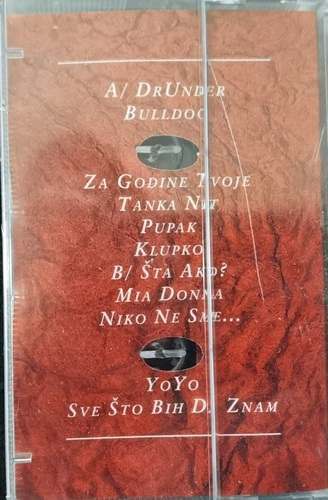 A/ DrUnder
Bulldog
Za Godine Tvoje
Tanka Nit
Pupak
Klupko
B/ Šta Ako?
Mia Donna
Niko Ne Sme...
YoYo
Sve Što Bih D. Znam